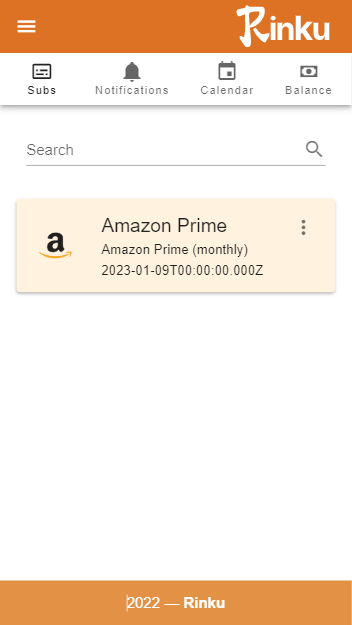 Rinku
Subs Notifications Calendar Balance
Search
a
Amazon Prime
Amazon Prime (monthly)
2023-01-09T00:00:00.000Z
2022 — Rinku